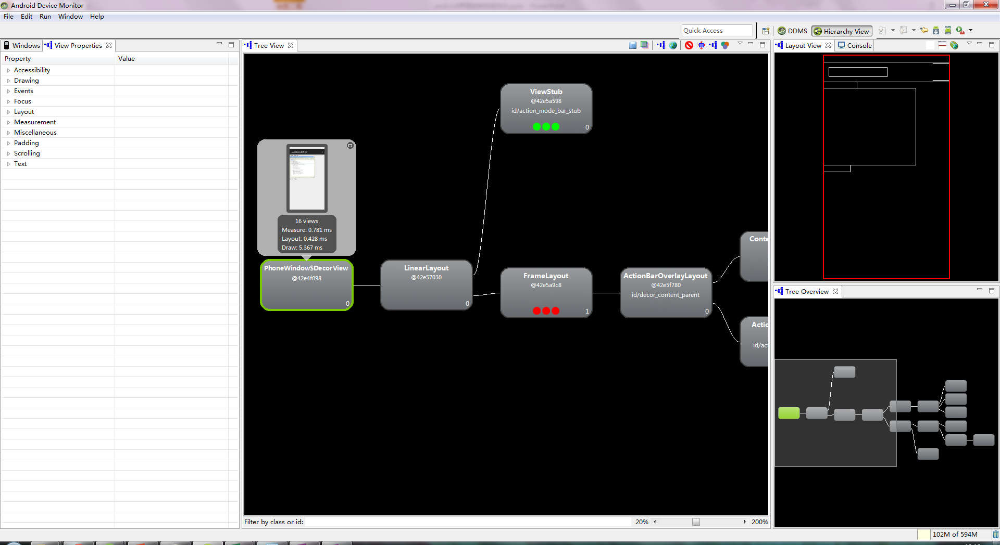 Android Device Monitor
File Edit Run Window Help
Quick Access
DDMS
Hierarchy View
Windows
View Properties
Property Value
Accessibility
Drawing
Events
Focus
Layout
Measurement
Miscellaneous
Padding
Scrolling
Text
Tree View
ViewStub
@42e5a598
id/action_mode_bar_stub
0
16 views
Measure: 0.781 ms
Layout: 0.428 ms
Draw: 5.367 ms
PhoneWindow$DecorView
@42e4f098
0
LinearLayout
@42e57030
0
FrameLayout
@42e5a9c8
1
ActionBarOverlayLayout
@42e5f780
id/decor_content_parent
0
Conte
Actic
id/act
Filter by class or id:
20%
200%
Layout View
Console
Tree Overview
102M of 594M